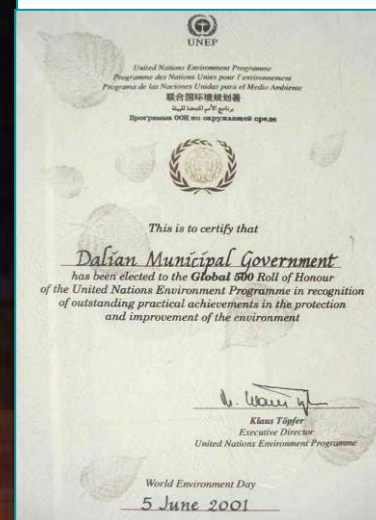 UNEP
United Nations Environment Programme
Programme des Nations Unies pour l'environnement
Programa de las Naciones Unidas para el Medio Ambiente
联合国环境规划署
برنامج الأمم المتحدة للبيئة
Программа ООН по окружающей среде
This is to certify that
Dalian Municipal Government
has been elected to the Global 500 Roll of Honour
of the United Nations Environment Programme in recognition
of outstanding practical achievements in the protection
and improvement of the environment
Klaus Töpfer
Executive Director
United Nations Environment Programme
World Environment Day
5 June 2001